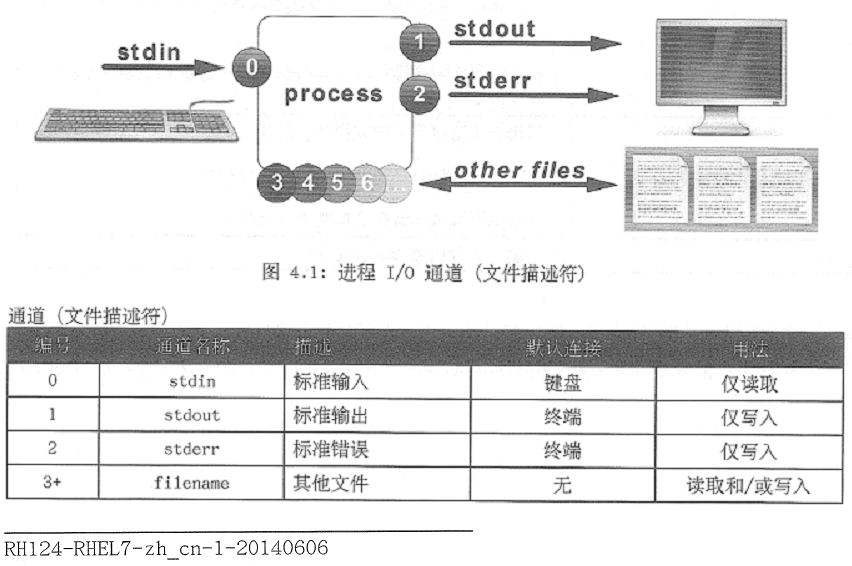 stdin
0
process
1
stdout
2
stderr
3 4 5 6 ...
other files
图 4.1: 进程 I/O 通道 (文件描述符)
通道 (文件描述符)
编号 通道名称 描述 默认连接 用法
0 stdin 标准输入 键盘 仅读取
1 stdout 标准输出 终端 仅写入
2 stderr 标准错误 终端 仅写入
3+ filename 其他文件 无 读取和/或写入
RH124-RHEL7-zh_cn-1-20140606